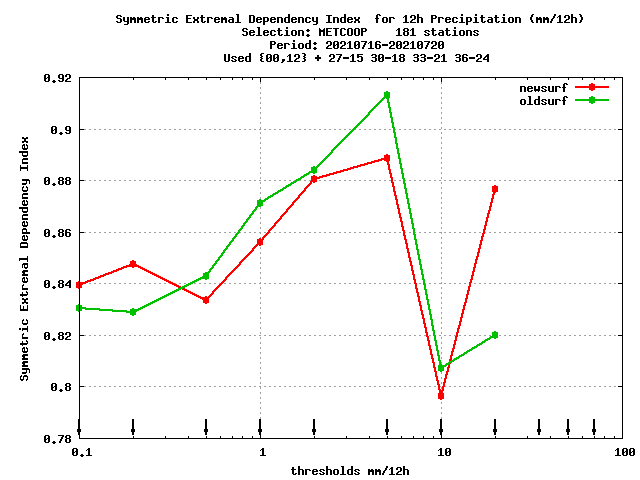 Symmetric Extremal Dependency Index  for 12h Precipitation (mm/12h)
Selection: METCOOP    181 stations
Period: 20210716-20210720
Used {00,12} + 27-15 30-18 33-21 36-24
newsurf
oldsurf
0.92
0.9
0.88
0.86
0.84
0.82
0.8
0.78
Symmetric Extremal Dependency Index
0.1
1
10
100
thresholds mm/12h